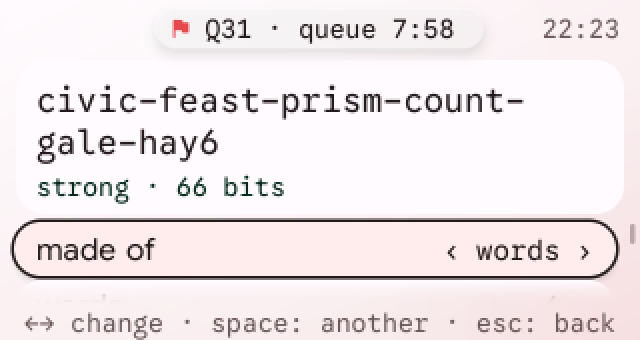 Q31 · queue 7:58
22:23
civic-feast-prism-count-
gale-hay6
strong · 66 bits
made of
‹ words ›
↔ change · space: another · esc: back